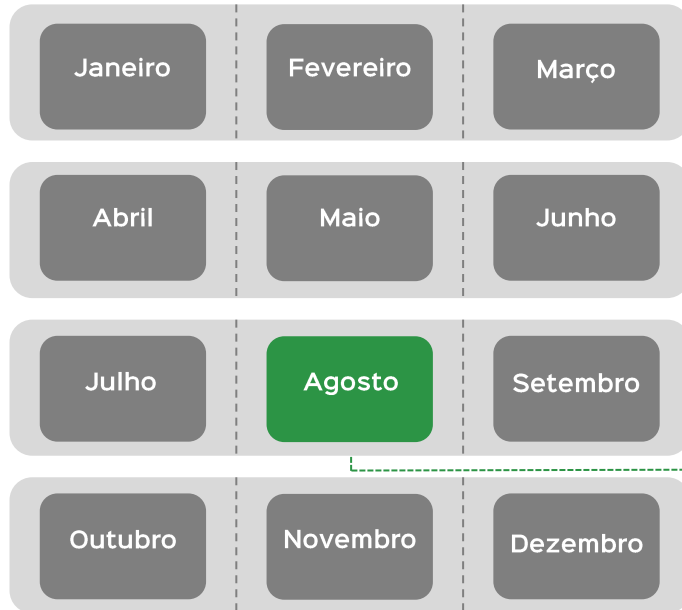 Janeiro
Fevereiro
Março
Abril
Maio
Junho
Julho
Agosto
Setembro
Outubro
Novembro
Dezembro